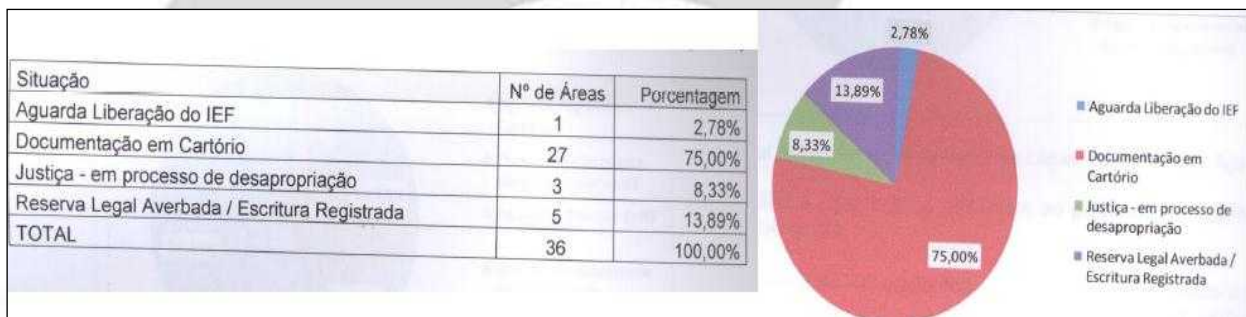 Situação Nº de Áreas Porcentagem
Aguarda Liberação do IEF 1 2,78%
Documentação em Cartório 27 75,00%
Justiça - em processo de desapropriação 3 8,33%
Reserva Legal Averbada / Escritura Registrada 5 13,89%
TOTAL 36 100,00%
2,78%
13,89%
8,33%
75,00%
Aguarda Liberação do IEF
Documentação em
Cartório
Justiça - em processo de
desapropriação
Reserva Legal Averbada /
Escritura Registrada